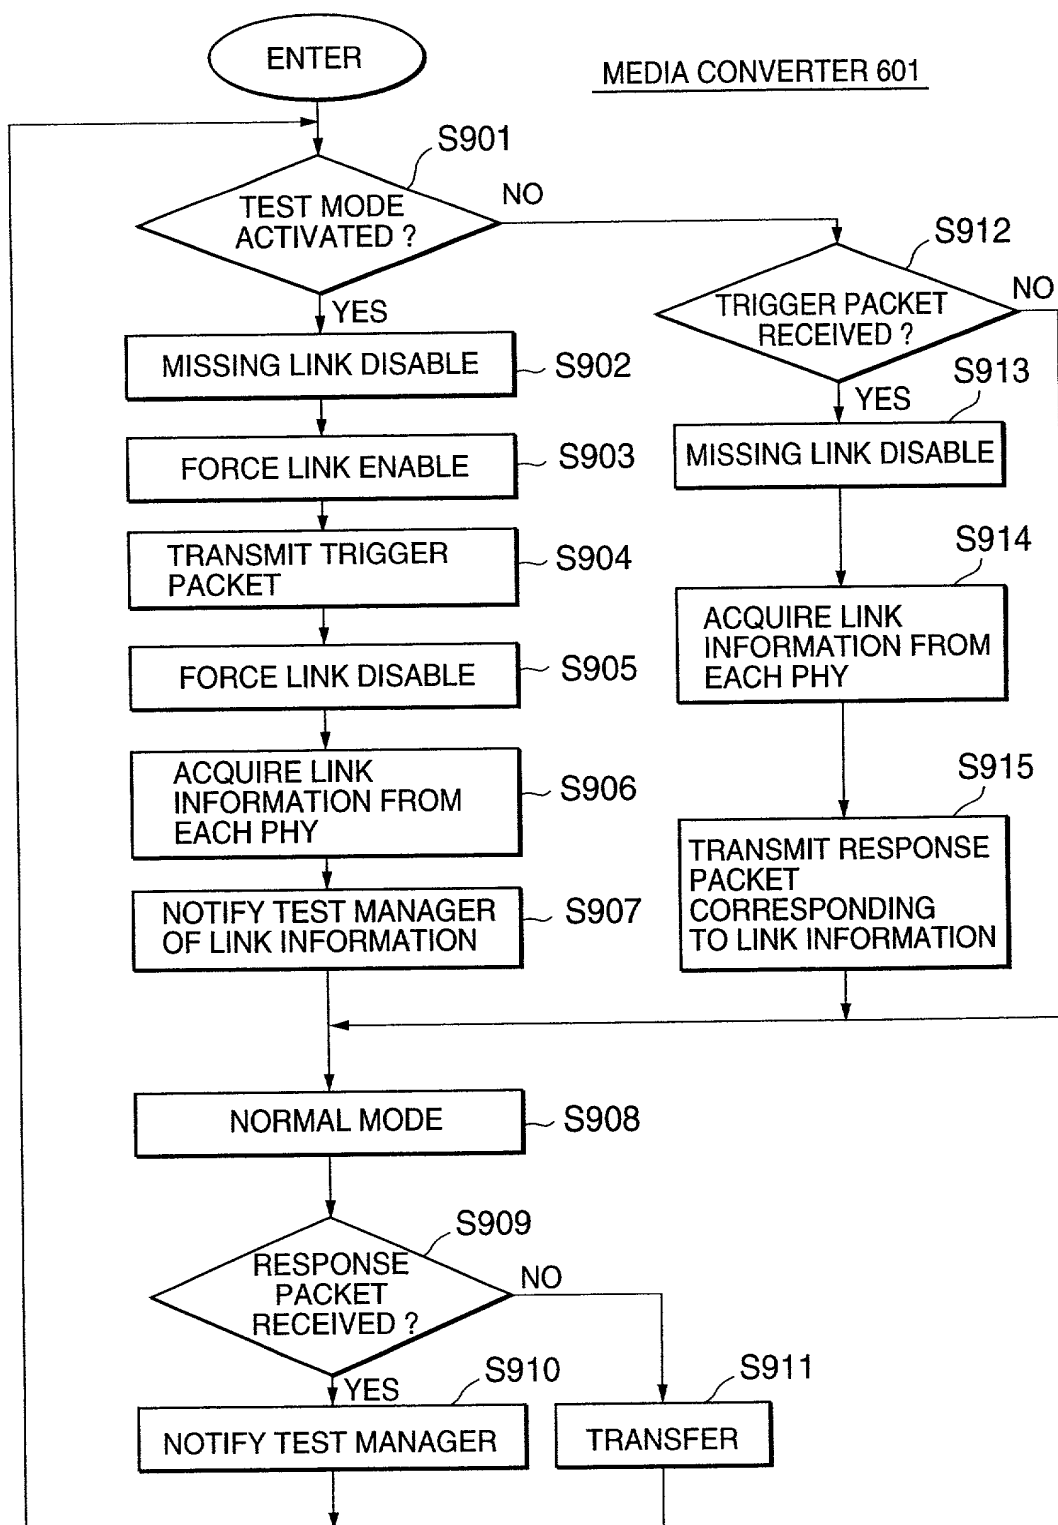 ENTER
MEDIA CONVERTER 601
S901
TEST MODE
ACTIVATED ?
NO
YES
S912
TRIGGER PACKET
RECEIVED ?
NO
YES
MISSING LINK DISABLE
S902
FORCE LINK ENABLE
S903
TRANSMIT TRIGGER
PACKET
S904
FORCE LINK DISABLE
S905
ACQUIRE LINK
INFORMATION FROM
EACH PHY
S906
NOTIFY TEST MANAGER
OF LINK INFORMATION
S907
S913
MISSING LINK DISABLE
S914
ACQUIRE LINK
INFORMATION FROM
EACH PHY
S915
TRANSMIT RESPONSE
PACKET
CORRESPONDING
TO LINK INFORMATION
NORMAL MODE
S908
S909
RESPONSE
PACKET
RECEIVED ?
NO
YES
S910
NOTIFY TEST MANAGER
S911
TRANSFER